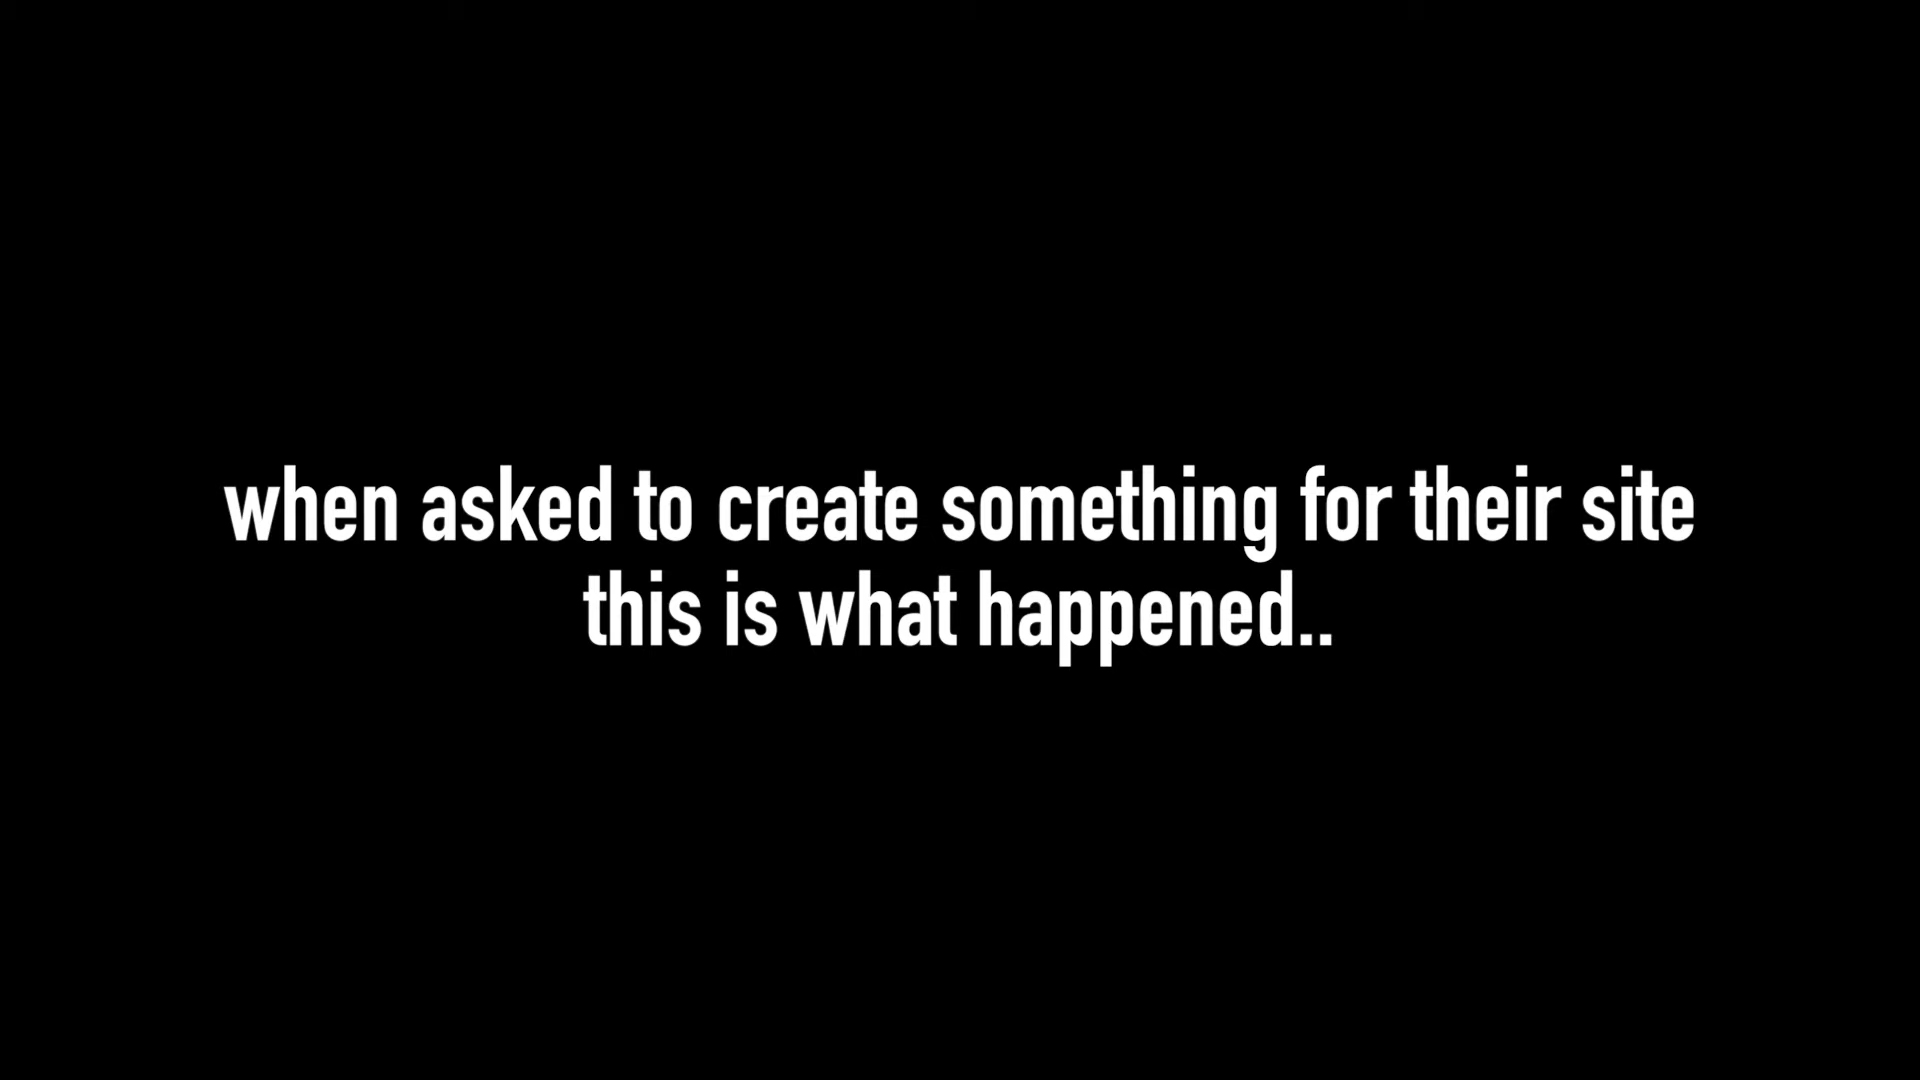 when asked to create something for their site
this is what happened..